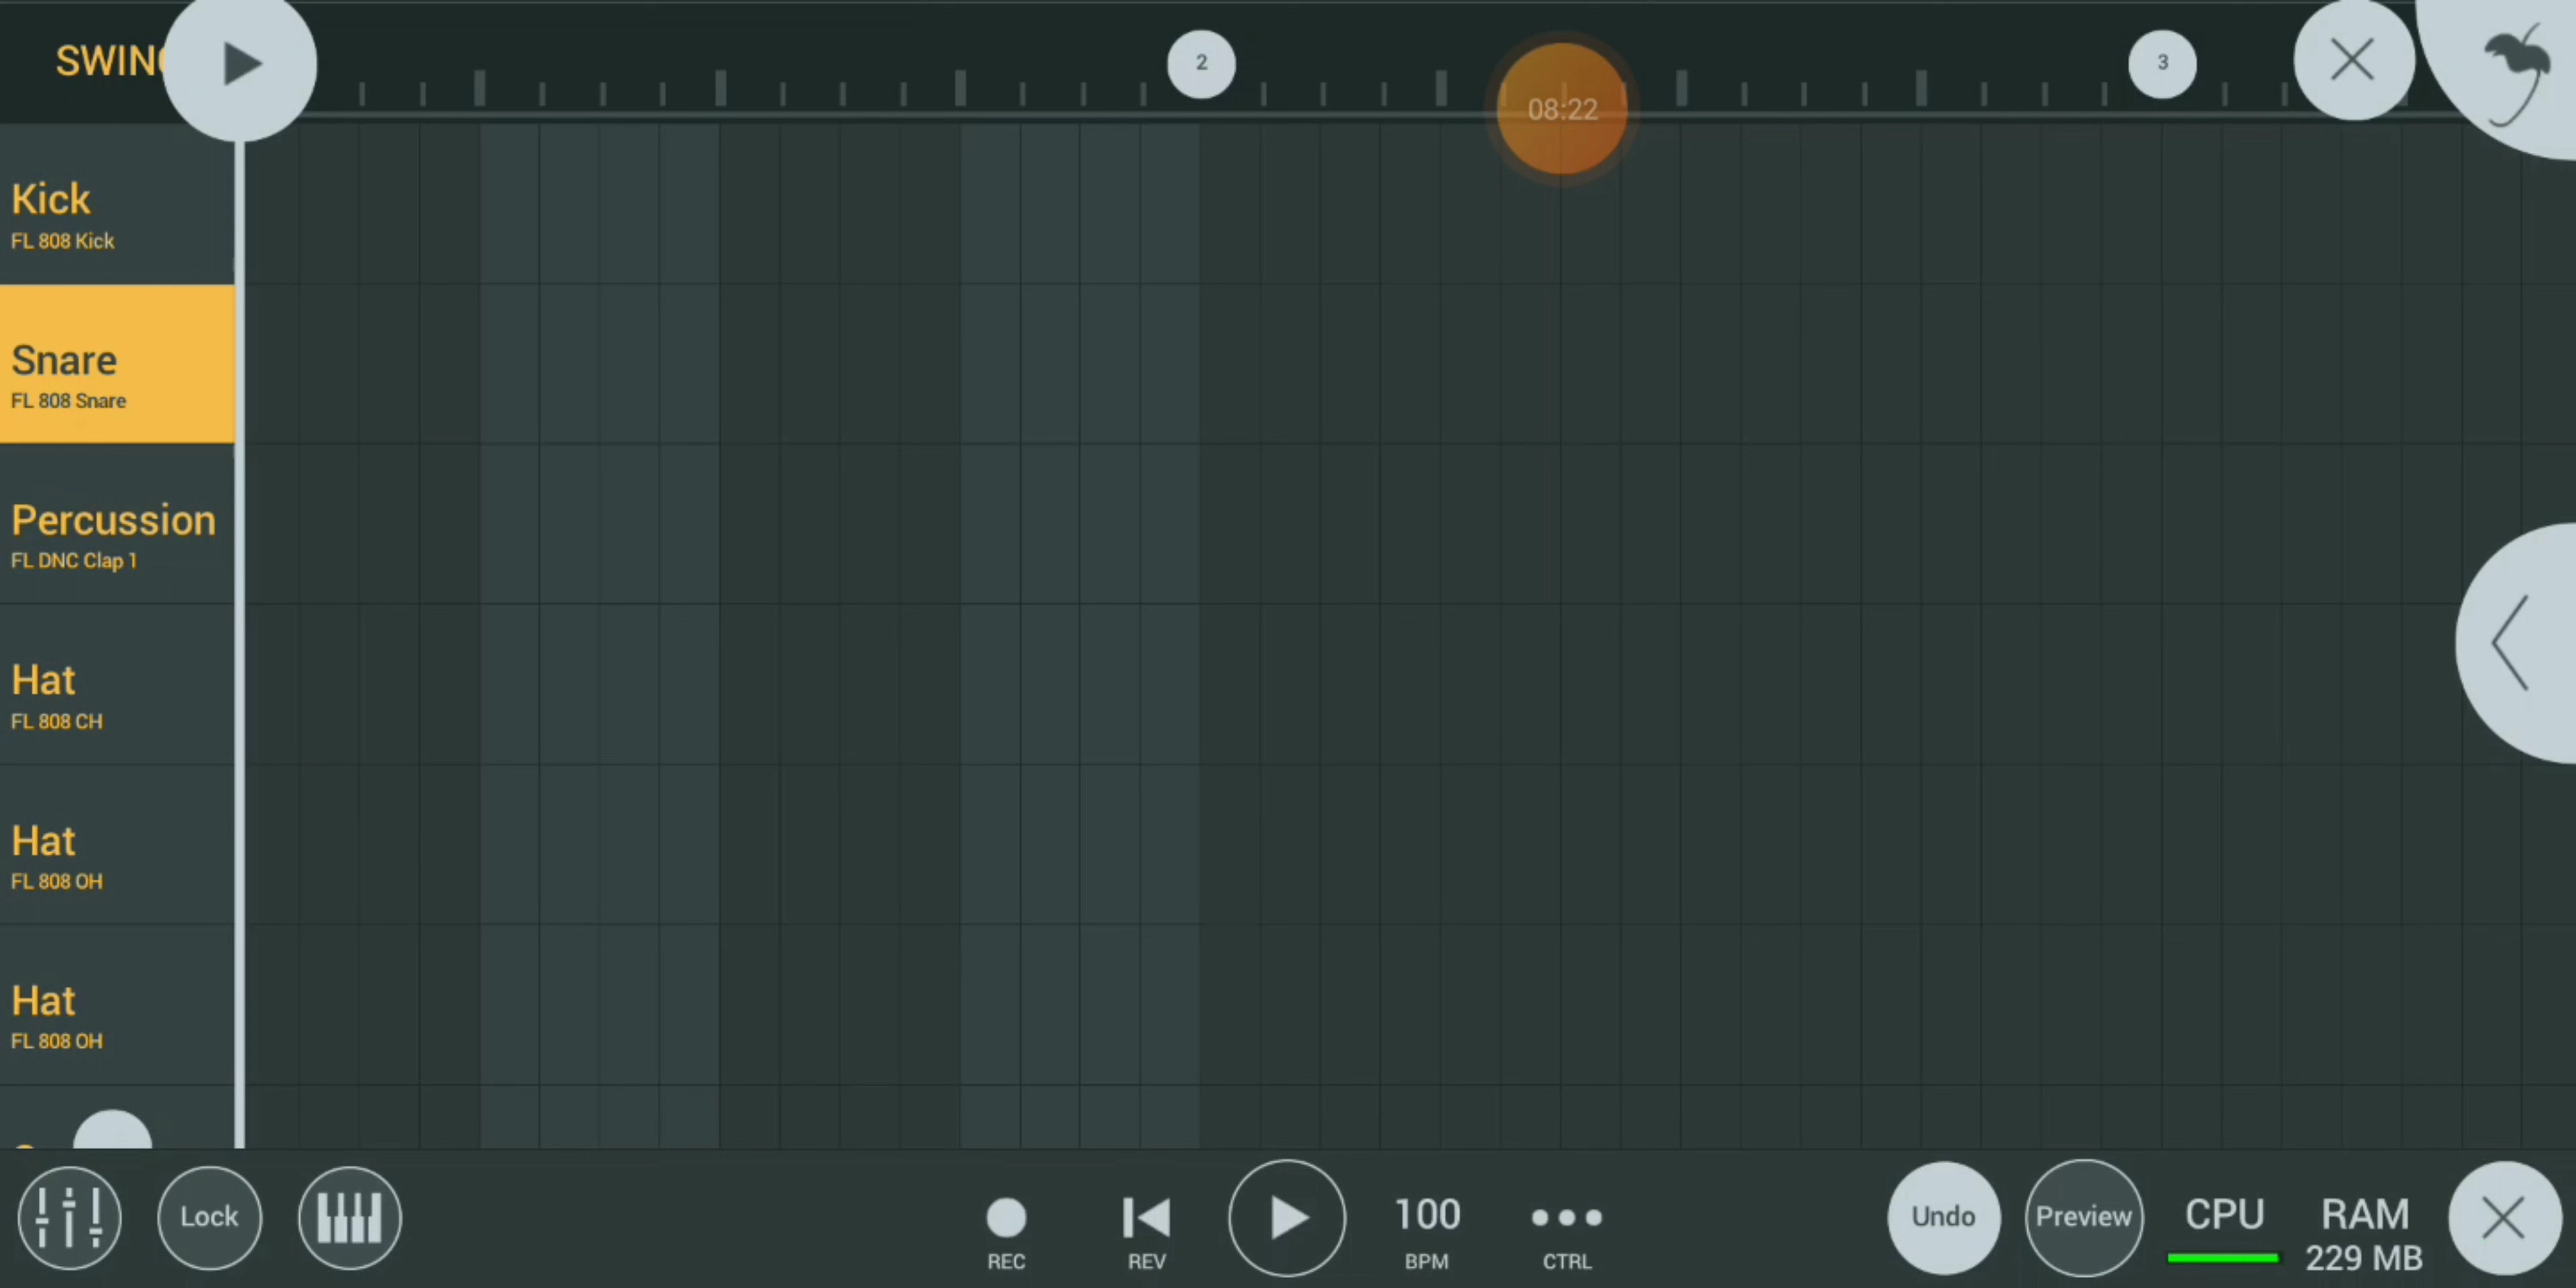 SWING
2
08:22
3
Kick
FL 808 Kick
Snare
FL 808 Snare
Percussion
FL DNC Clap 1
Hat
FL 808 CH
Hat
FL 808 OH
Hat
FL 808 OH
Lock
REC
REV
100
BPM
CTRL
Undo
Preview
CPU
RAM
229 MB